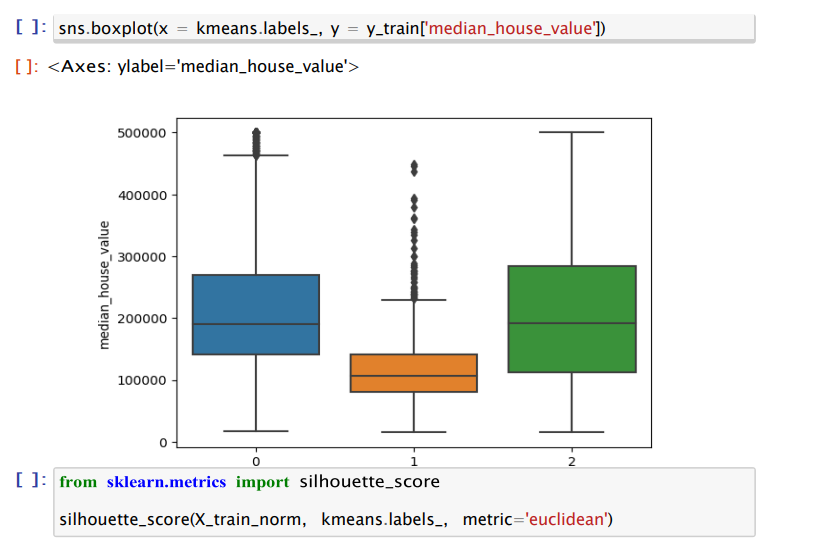 [ ]: sns.boxplot(x = kmeans.labels_, y = y_train['median_house_value'])
[ ]: <Axes: ylabel='median_house_value'>
500000
400000
300000
200000
100000
0
median_house_value
0 1 2
[ ]: from sklearn.metrics import silhouette_score
silhouette_score(X_train_norm, kmeans.labels_, metric='euclidean')